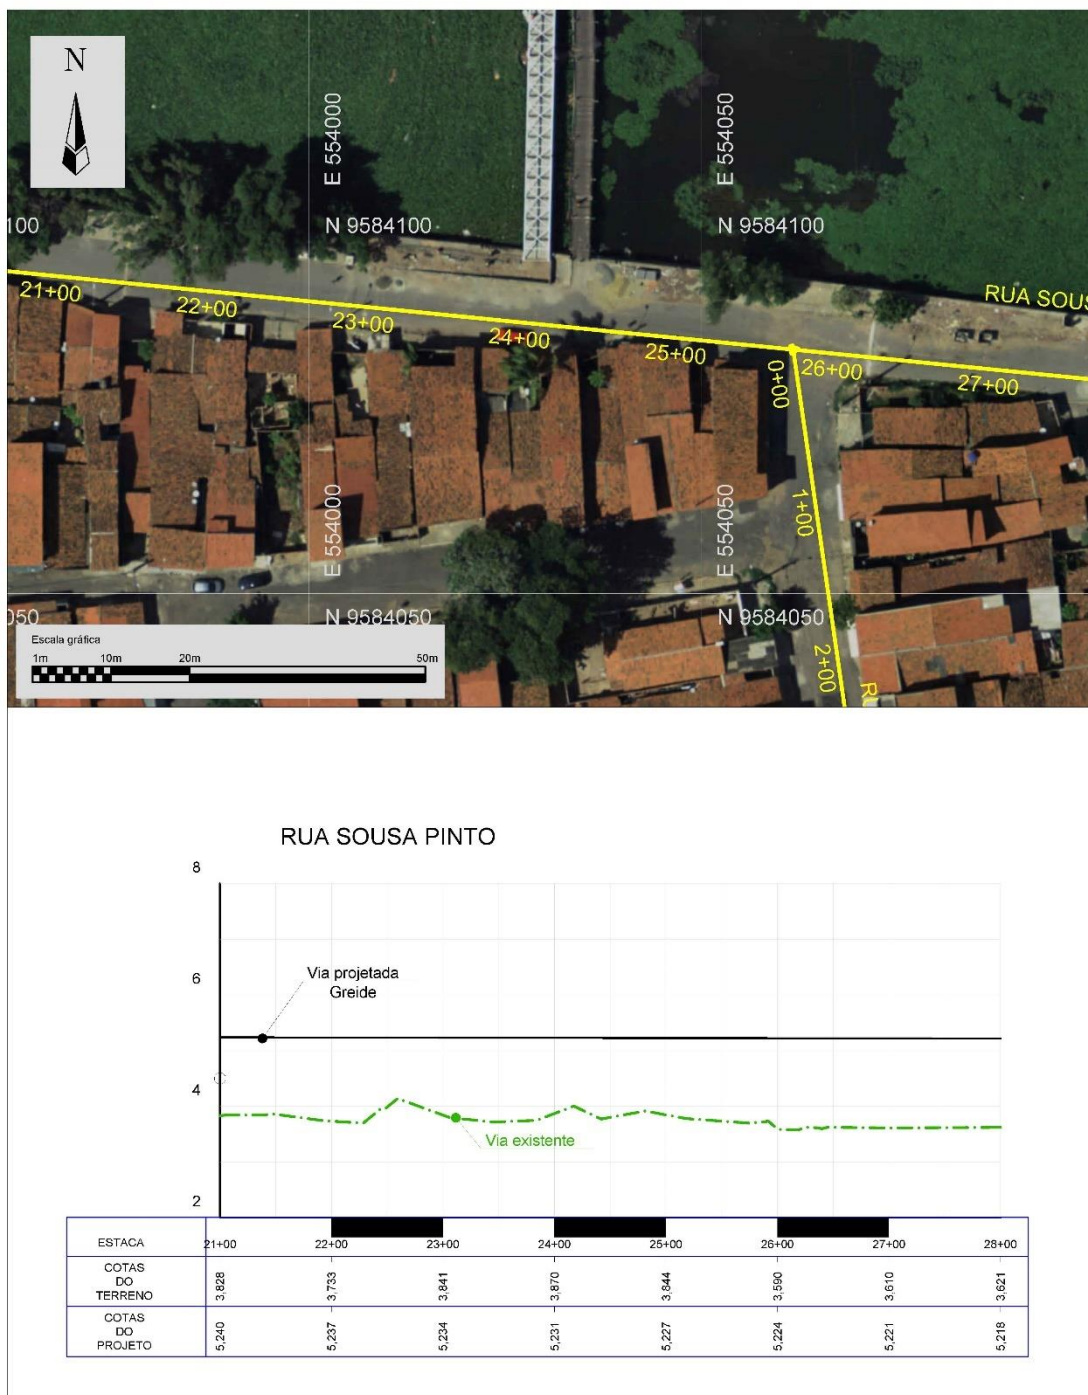 N
E 554000
E 554050
100
N 9584100
N 9584100
RUA SOUS
21+00
22+00
23+00
24+00
25+00
26+00
27+00
0+00
1+00
2+00
E 554000
E 554050
050
N 9584050
N 9584050
RU
Escala gráfica
1m 10m 20m 50m
RUA SOUSA PINTO
8
6
4
2
Via projetada
Greide
Via existente
ESTACA 21+00 22+00 23+00 24+00 25+00 26+00 27+00 28+00
COTAS
DO
TERRENO
3,828 3,733 3,841 3,870 3,844 3,590 3,610 3,621
COTAS
DO
PROJETO
5,240 5,237 5,234 5,231 5,227 5,224 5,221 5,218